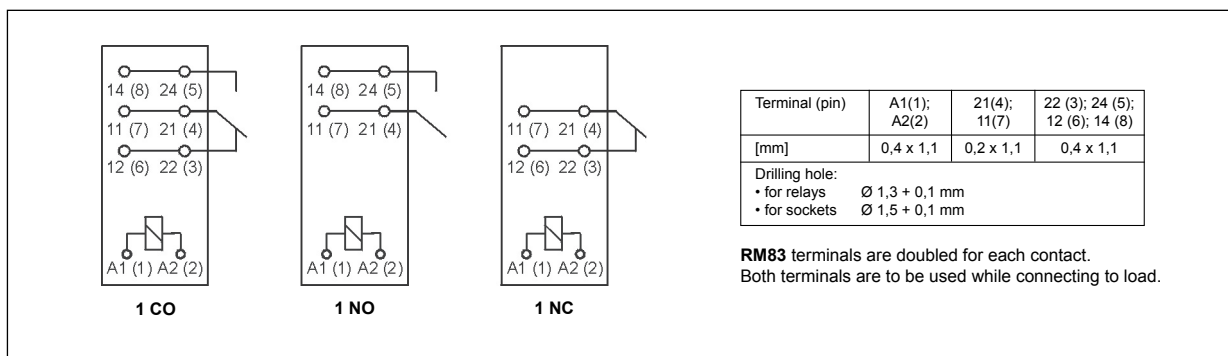 14 (8) 24 (5)
11 (7) 21 (4)
12 (6) 22 (3)
A1 (1) A2 (2)
1 CO
14 (8) 24 (5)
11 (7) 21 (4)
A1 (1) A2 (2)
1 NO
11 (7) 21 (4)
12 (6) 22 (3)
A1 (1) A2 (2)
1 NC
Terminal (pin) A1(1); 21(4); 22 (3); 24 (5);
A2(2) 11(7) 12 (6); 14 (8)
[mm] 0,4 x 1,1 0,2 x 1,1 0,4 x 1,1
Drilling hole:
• for relays Ø 1,3 + 0,1 mm
• for sockets Ø 1,5 + 0,1 mm
RM83 terminals are doubled for each contact.
Both terminals are to be used while connecting to load.